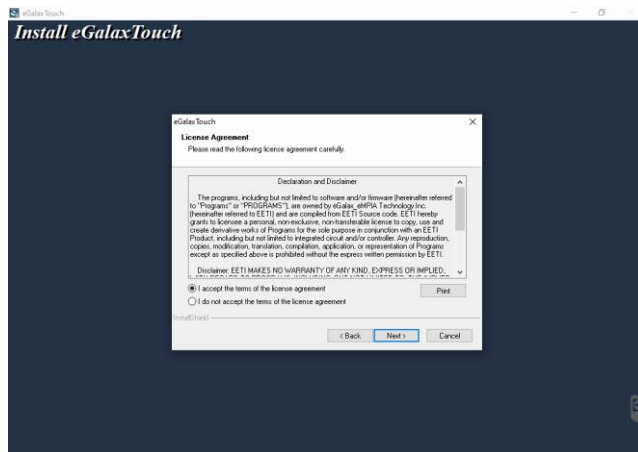 eGalaxTouch
Install eGalaxTouch
eGalaxTouch
License Agreement
Please read the following license agreement carefully.
Declaration and Disclaimer
The programs, including but not limited to software and/or firmware (hereinafter referred
to "Programs" or "PROGRAMS"), are owned by eGalax_eMPIA Technology Inc.
(hereinafter referred to EETI) and are compiled from EETI Source code. EETI hereby
grants to licensee a personal, non-exclusive, non-transferable license to copy, use and
create derivative works of Programs for the sole purpose in conjunction with an EETI
Product, including but not limited to integrated circuit and/or controller. Any reproduction,
copies, modification, translation, compilation, application, or representation of Programs
except as specified above is prohibited without the express written permission by EETI.
Disclaimer: EETI MAKES NO WARRANTY OF ANY KIND, EXPRESS OR IMPLIED,
I accept the terms of the license agreement
Print
I do not accept the terms of the license agreement
InstallShield
< Back Next > Cancel